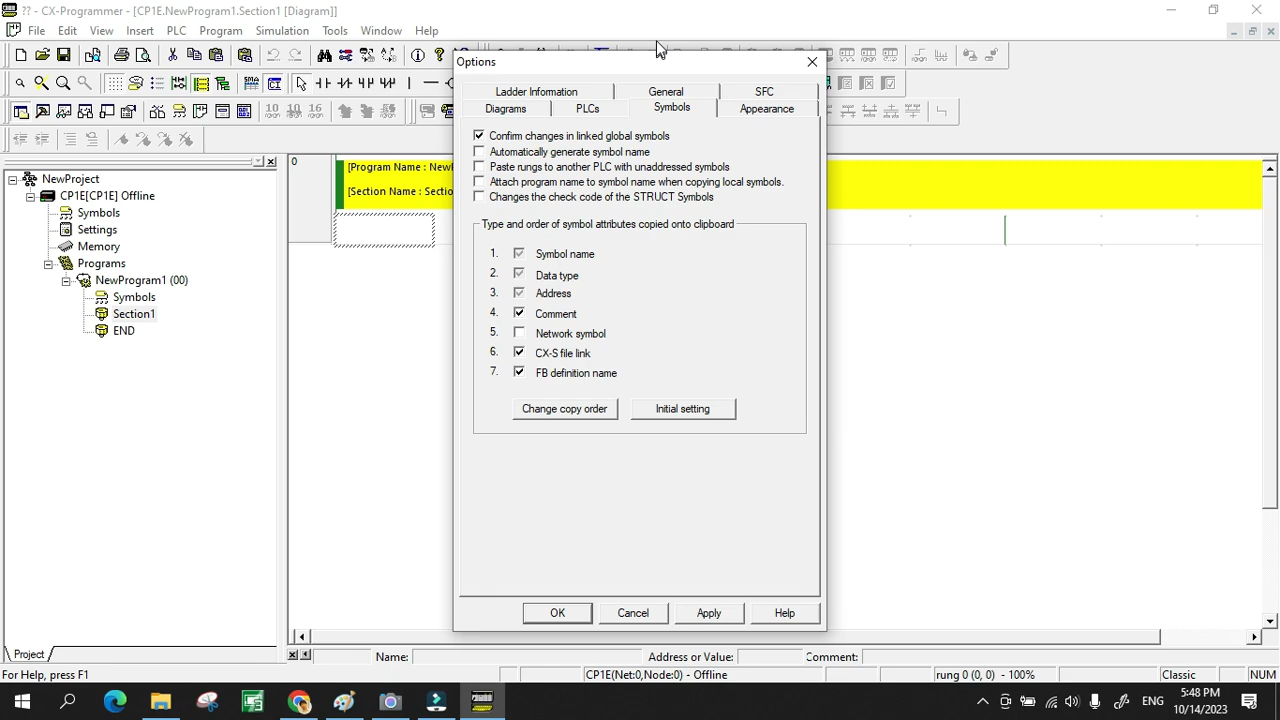 ?? - CX-Programmer - [CP1E.NewProgram1.Section1 [Diagram]]
File Edit View Insert PLC Program Simulation Tools Window Help
Options
Ladder Information General SFC
Diagrams PLCs Symbols Appearance
Confirm changes in linked global symbols
Automatically generate symbol name
Paste rungs to another PLC with unaddressed symbols
Attach program name to symbol name when copying local symbols.
Changes the check code of the STRUCT Symbols
Type and order of symbol attributes copied onto clipboard
1. Symbol name
2. Data type
3. Address
4. Comment
5. Network symbol
6. CX-S file link
7. FB definition name
Change copy order Initial setting
OK Cancel Apply Help
NewProject
CP1E[CP1E] Offline
Symbols
Settings
Memory
Programs
NewProgram1 (00)
Symbols
Section1
END
0
[Program Name : New
[Section Name : Sectio
Project
Name: Address or Value: Comment:
For Help, press F1
CP1E(Net:0,Node:0) - Offline
rung 0 (0, 0) - 100%
Classic
NUM
ENG
5:48 PM
10/14/2023